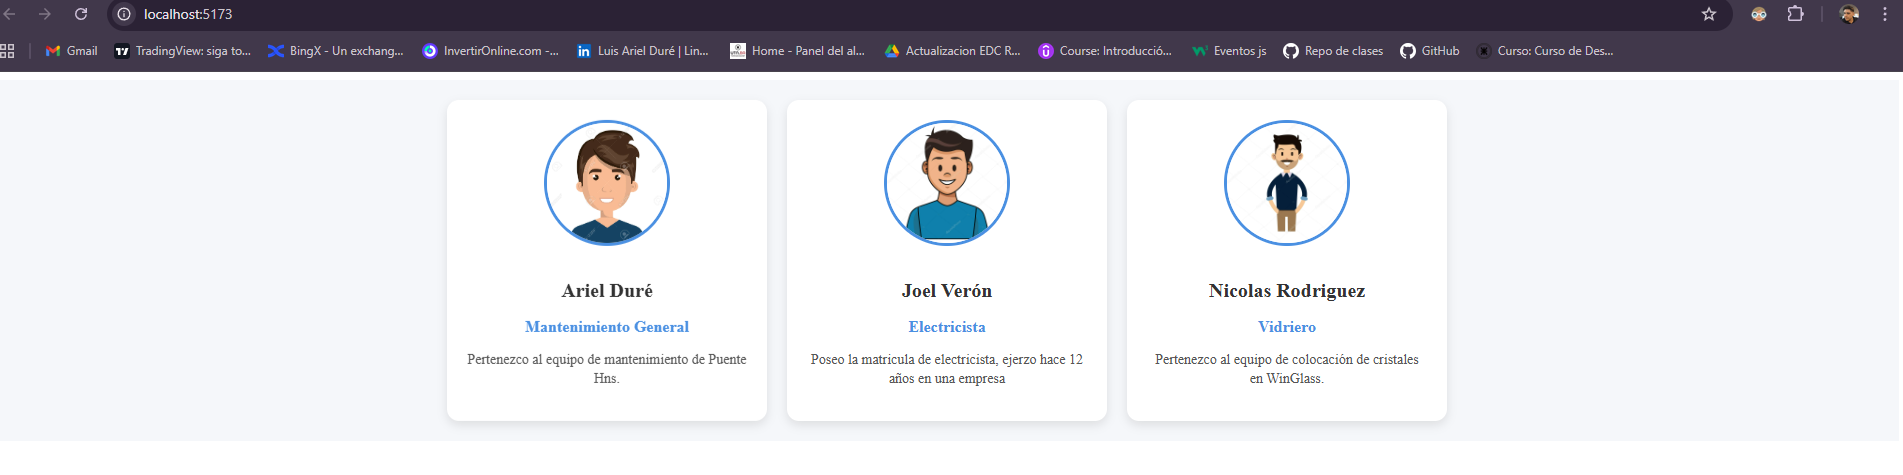 localhost:5173
Gmail
TradingView: siga to...
BingX - Un exchang...
InvertirOnline.com -...
Luis Ariel Duré | Lin...
Home - Panel del al...
Actualizacion EDC R...
Course: Introducció...
Eventos js
Repo de clases
GitHub
Curso: Curso de Des...
Ariel Duré
Mantenimiento General
Pertenezco al equipo de mantenimiento de Puente
Hns.
Joel Verón
Electricista
Poseo la matricula de electricista, ejerzo hace 12
años en una empresa
Nicolas Rodriguez
Vidriero
Pertenezco al equipo de colocación de cristales
en WinGlass.